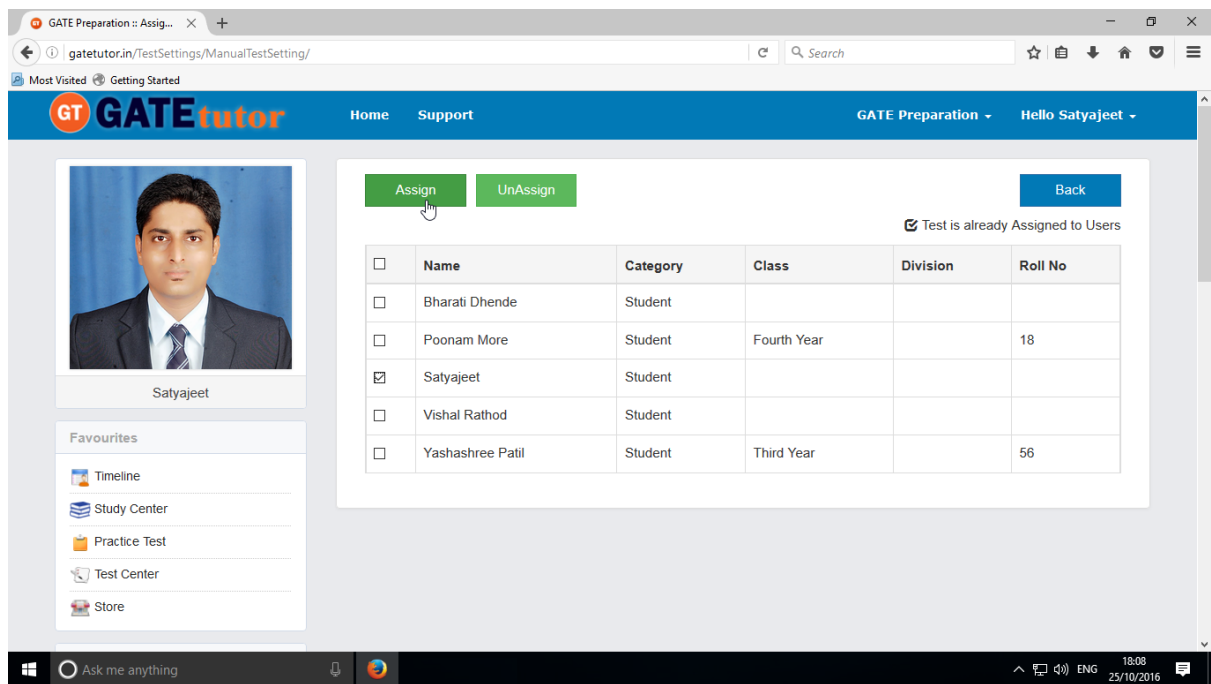 GATE Preparation :: Assig...
gatetutor.in/TestSettings/ManualTestSetting/
Search
Most Visited Getting Started
GT GATEtutor Home Support GATE Preparation Hello Satyajeet
Assign UnAssign Back
Test is already Assigned to Users
Name Category Class Division Roll No
Bharati Dhende Student
Poonam More Student Fourth Year 18
Satyajeet Student
Vishal Rathod Student
Yashashree Patil Student Third Year 56
Satyajeet
Favourites
Timeline
Study Center
Practice Test
Test Center
Store
Ask me anything
ENG
18:08
25/10/2016